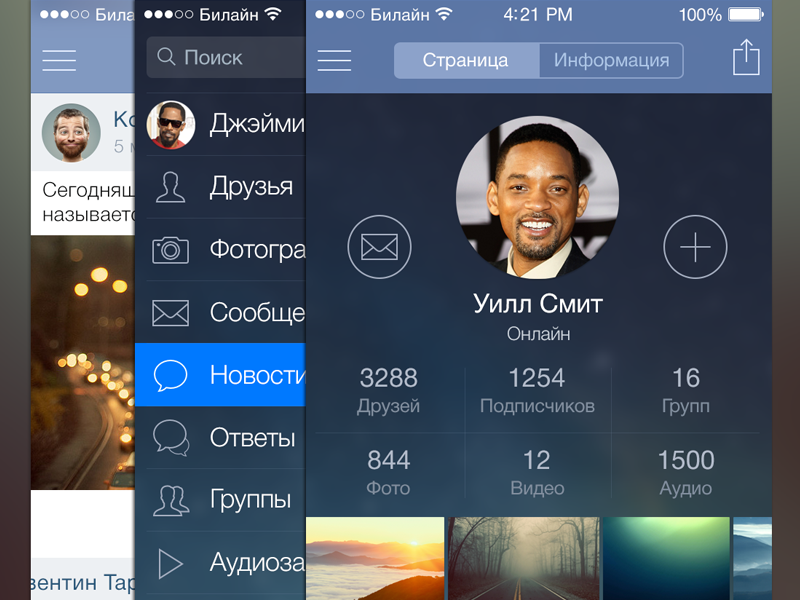 Била
Ко
5 м
Сегодняш
называетс
вентин Тар
Билайн
Поиск
Джэйми
Друзья
Фотогра
Сообще
Новости
Ответы
Группы
Аудиоза
Билайн 4:21 PM 100%
Страница Информация
Уилл Смит
Онлайн
3288 1254 16
Друзей Подписчиков Групп
844 12 1500
Фото Видео Аудио